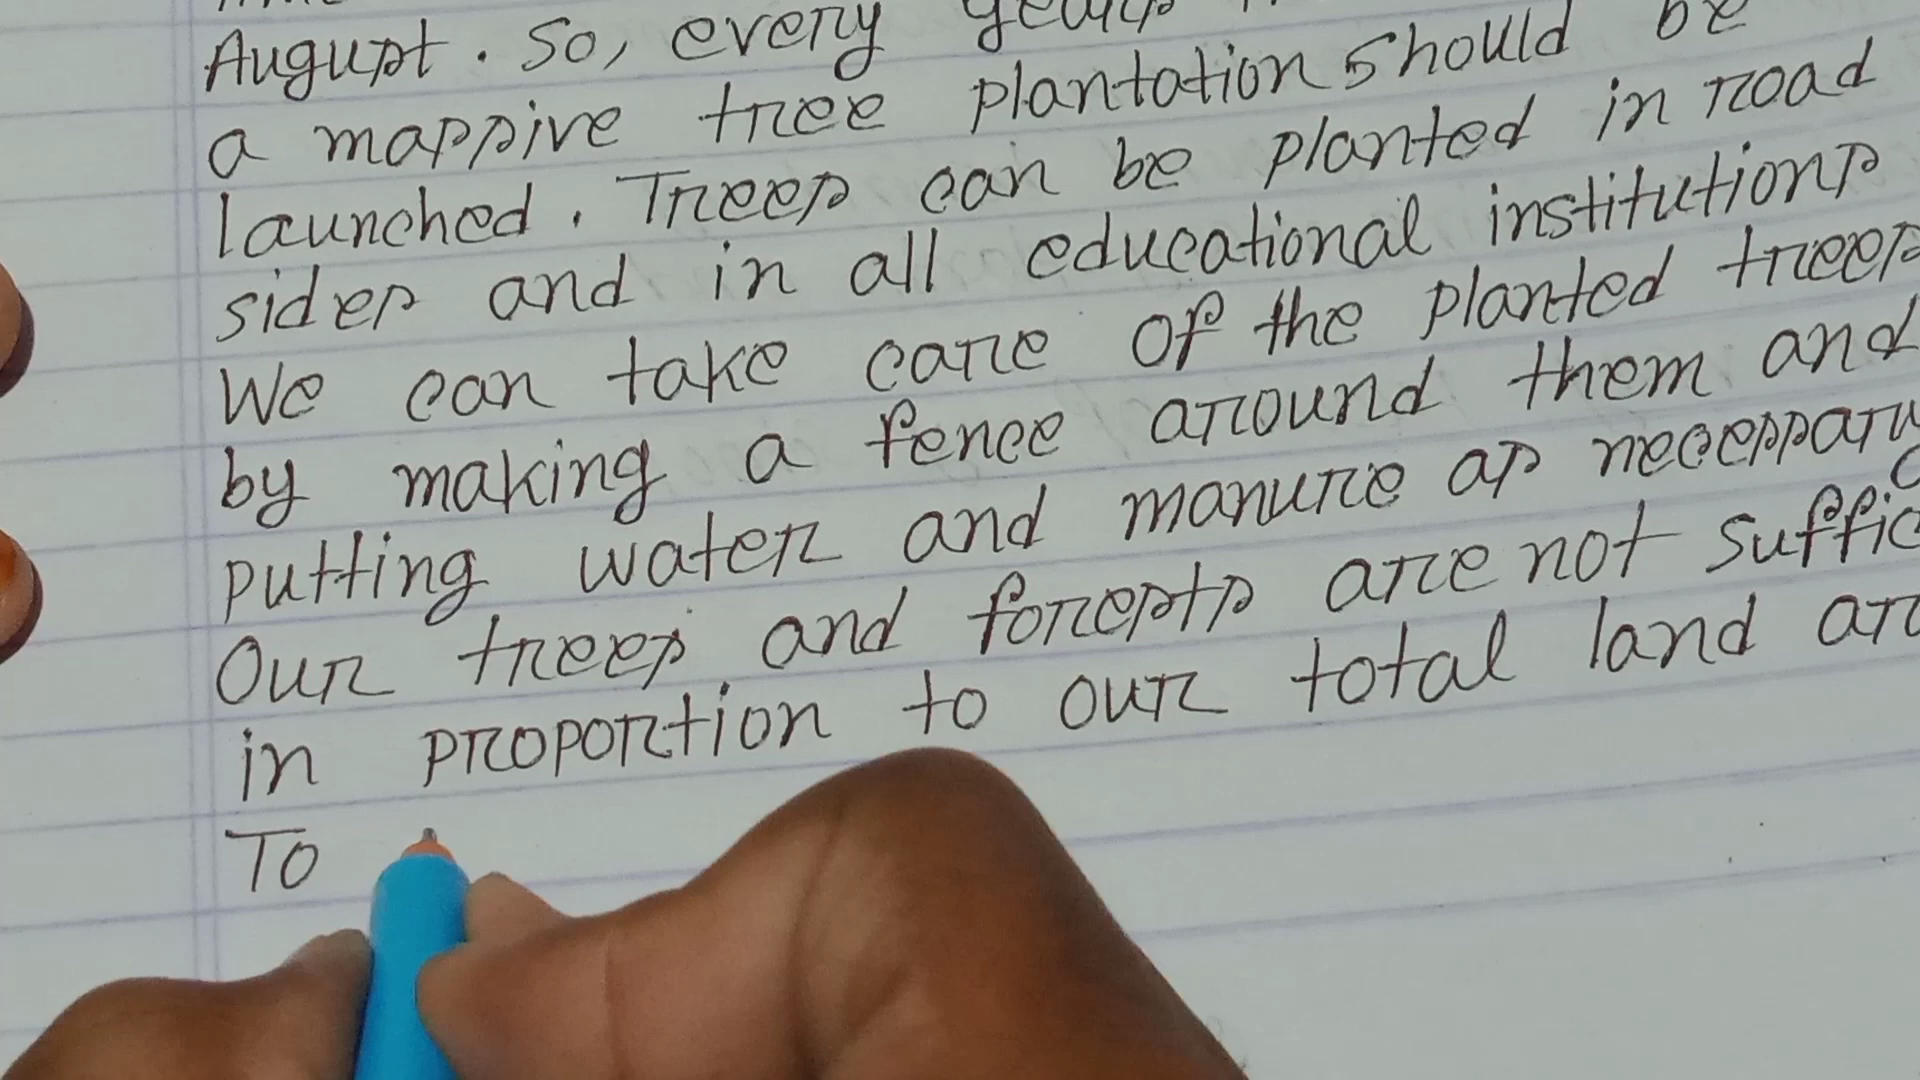 August. So, every years
a massive tree plantation should be
launched. Trees can be planted in road
sides and in all educational institutions
We can take care of the planted trees
by making a fence around them and
putting water and manure as necessary
Our trees and forests are not suffic
in proportion to our total land are
To